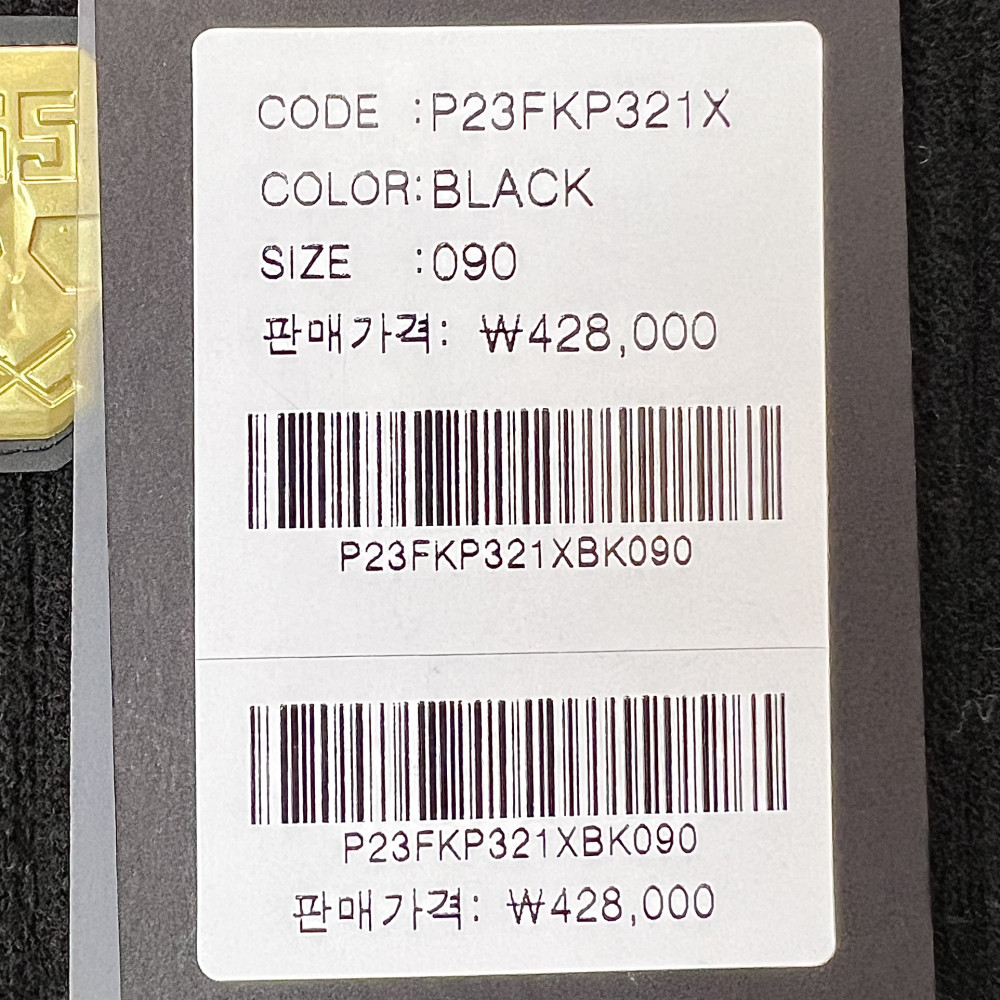 CODE :P23FKP321X
COLOR:BLACK
SIZE :090
판매가격: ₩428,000
P23FKP321XBK090
P23FKP321XBK090
판매가격: ₩428,000